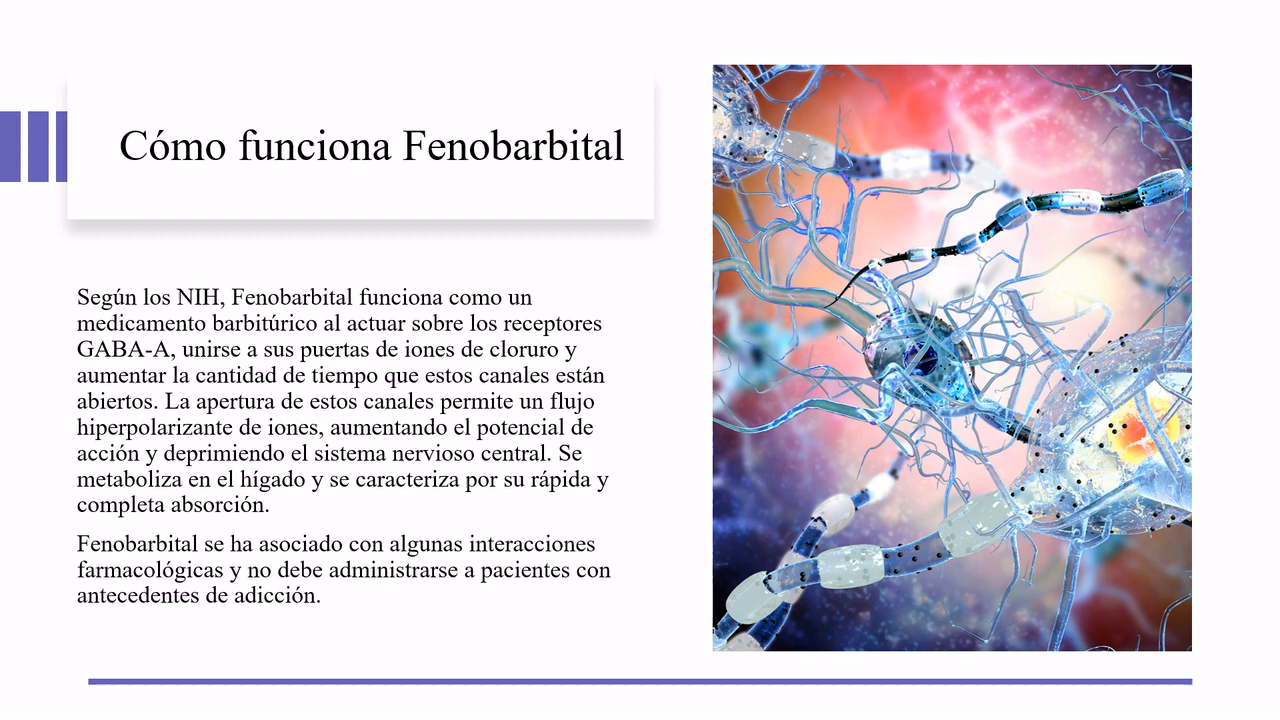 Cómo funciona Fenobarbital
Según los NIH, Fenobarbital funciona como un
medicamento barbitúrico al actuar sobre los receptores
GABA-A, unirse a sus puertas de iones de cloruro y
aumentar la cantidad de tiempo que estos canales están
abiertos. La apertura de estos canales permite un flujo
hiperpolarizante de iones, aumentando el potencial de
acción y deprimiendo el sistema nervioso central. Se
metaboliza en el hígado y se caracteriza por su rápida y
completa absorción.
Fenobarbital se ha asociado con algunas interacciones
farmacológicas y no debe administrarse a pacientes con
antecedentes de adicción.